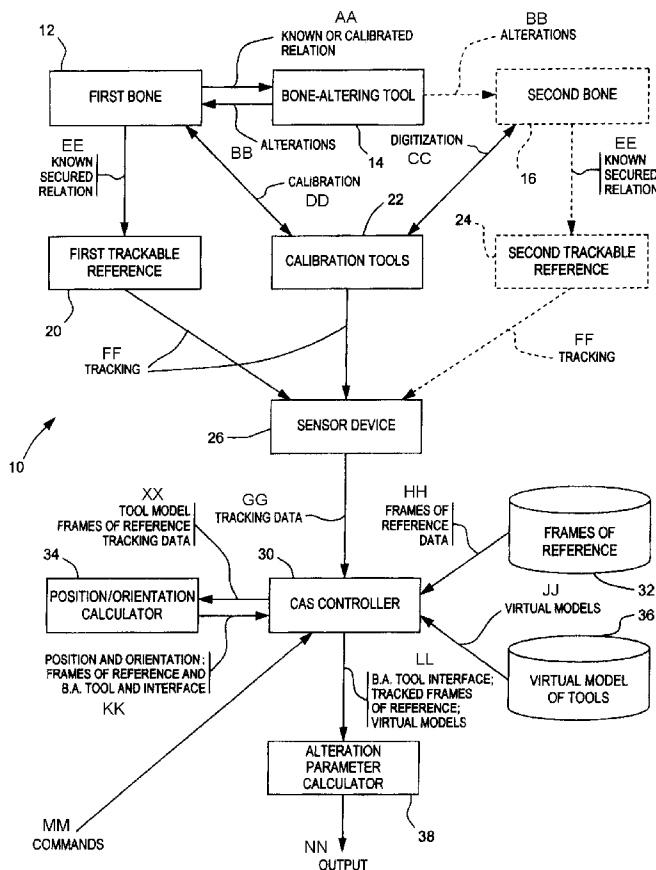 AA
KNOWN OR CALIBRATED
RELATION
BB
ALTERATIONS
12
FIRST BONE
BONE-ALTERING TOOL
SECOND BONE
EE
KNOWN
SECURED
RELATION
BB
ALTERATIONS
14
DIGITIZATION
CC
16
EE
KNOWN
SECURED
RELATION
CALIBRATION
DD
22
24
FIRST TRACKABLE
REFERENCE
CALIBRATION TOOLS
SECOND TRACKABLE
REFERENCE
20
FF
TRACKING
FF
TRACKING
SENSOR DEVICE
26
10
XX
TOOL MODEL
FRAMES OF REFERENCE
TRACKING DATA
GG
TRACKING DATA
HH
FRAMES OF
REFERENCE
DATA
FRAMES OF
REFERENCE
32
34
30
POSITION/ORIENTATION
CALCULATOR
CAS CONTROLLER
JJ
VIRTUAL MODELS
36
POSITION AND ORIENTATION:
FRAMES OF REFERENCE AND
B.A. TOOL AND INTERFACE
KK
LL
B.A. TOOL INTERFACE;
TRACKED FRAMES
OF REFERENCE;
VIRTUAL MODELS
VIRTUAL MODEL
OF TOOLS
ALTERATION
PARAMETER
CALCULATOR
38
MM
COMMANDS
NN
OUTPUT